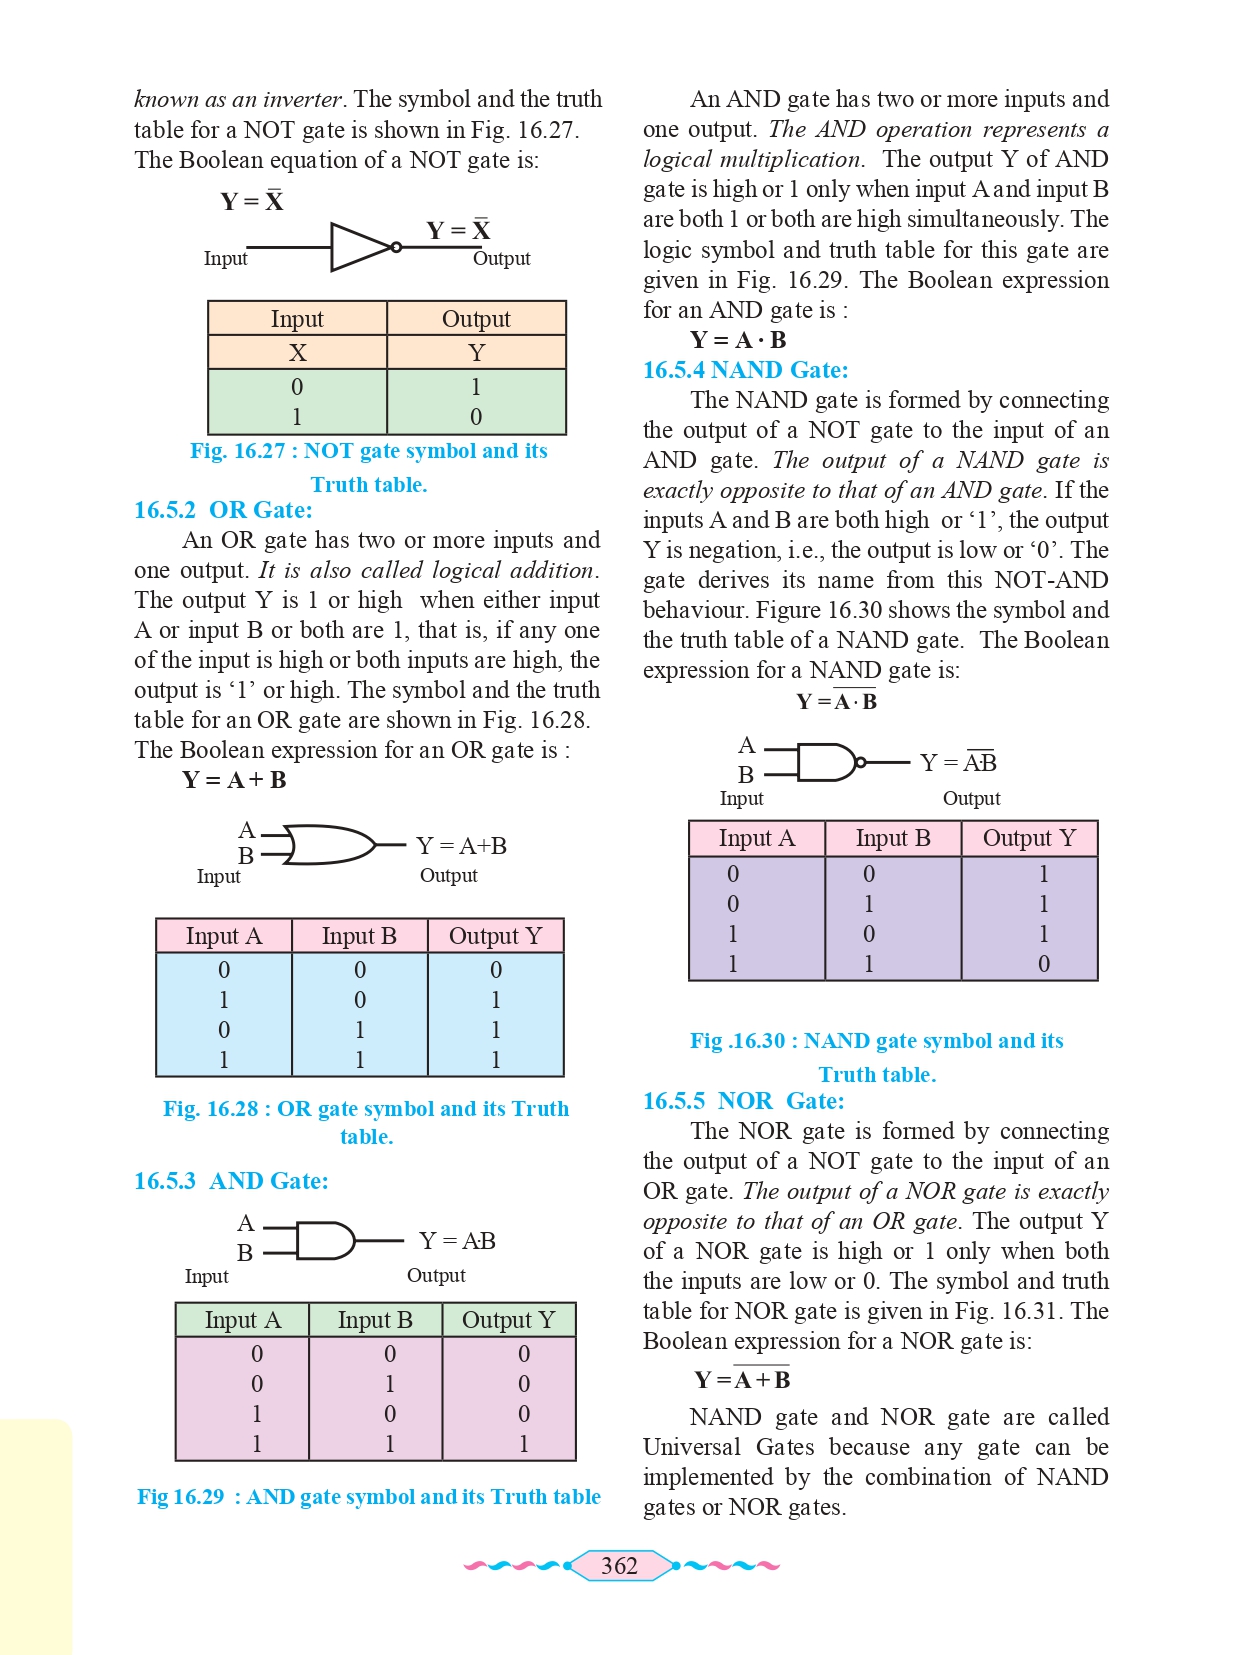 known as an inverter. The symbol and the truth
table for a NOT gate is shown in Fig. 16.27.
The Boolean equation of a NOT gate is:
Y = X̅
Y = X̅
Input
Output
Input Output
X Y
0 1
1 0
Fig. 16.27 : NOT gate symbol and its
Truth table.
16.5.2 OR Gate:
An OR gate has two or more inputs and
one output. It is also called logical addition.
The output Y is 1 or high when either input
A or input B or both are 1, that is, if any one
of the input is high or both inputs are high, the
output is ‘1’ or high. The symbol and the truth
table for an OR gate are shown in Fig. 16.28.
The Boolean expression for an OR gate is :
Y = A + B
A
B
Y = A+B
Input Output
Input A Input B Output Y
0 0 0
1 0 1
0 1 1
1 1 1
Fig. 16.28 : OR gate symbol and its Truth
table.
16.5.3 AND Gate:
A
B
Y = A·B
Input Output
Input A Input B Output Y
0 0 0
0 1 0
1 0 0
1 1 1
Fig 16.29 : AND gate symbol and its Truth table
An AND gate has two or more inputs and
one output. The AND operation represents a
logical multiplication. The output Y of AND
gate is high or 1 only when input A and input B
are both 1 or both are high simultaneously. The
logic symbol and truth table for this gate are
given in Fig. 16.29. The Boolean expression
for an AND gate is :
Y = A · B
16.5.4 NAND Gate:
The NAND gate is formed by connecting
the output of a NOT gate to the input of an
AND gate. The output of a NAND gate is
exactly opposite to that of an AND gate. If the
inputs A and B are both high or ‘1’, the output
Y is negation, i.e., the output is low or ‘0’. The
gate derives its name from this NOT-AND
behaviour. Figure 16.30 shows the symbol and
the truth table of a NAND gate. The Boolean
expression for a NAND gate is:
Y = A̅ ̅·̅ ̅B̅
A
B
Y = A̅·̅B̅
Input Output
Input A Input B Output Y
0 0 1
0 1 1
1 0 1
1 1 0
Fig .16.30 : NAND gate symbol and its
Truth table.
16.5.5 NOR Gate:
The NOR gate is formed by connecting
the output of a NOT gate to the input of an
OR gate. The output of a NOR gate is exactly
opposite to that of an OR gate. The output Y
of a NOR gate is high or 1 only when both
the inputs are low or 0. The symbol and truth
table for NOR gate is given in Fig. 16.31. The
Boolean expression for a NOR gate is:
Y = A̅ ̅+̅ ̅B̅
NAND gate and NOR gate are called
Universal Gates because any gate can be
implemented by the combination of NAND
gates or NOR gates.
362